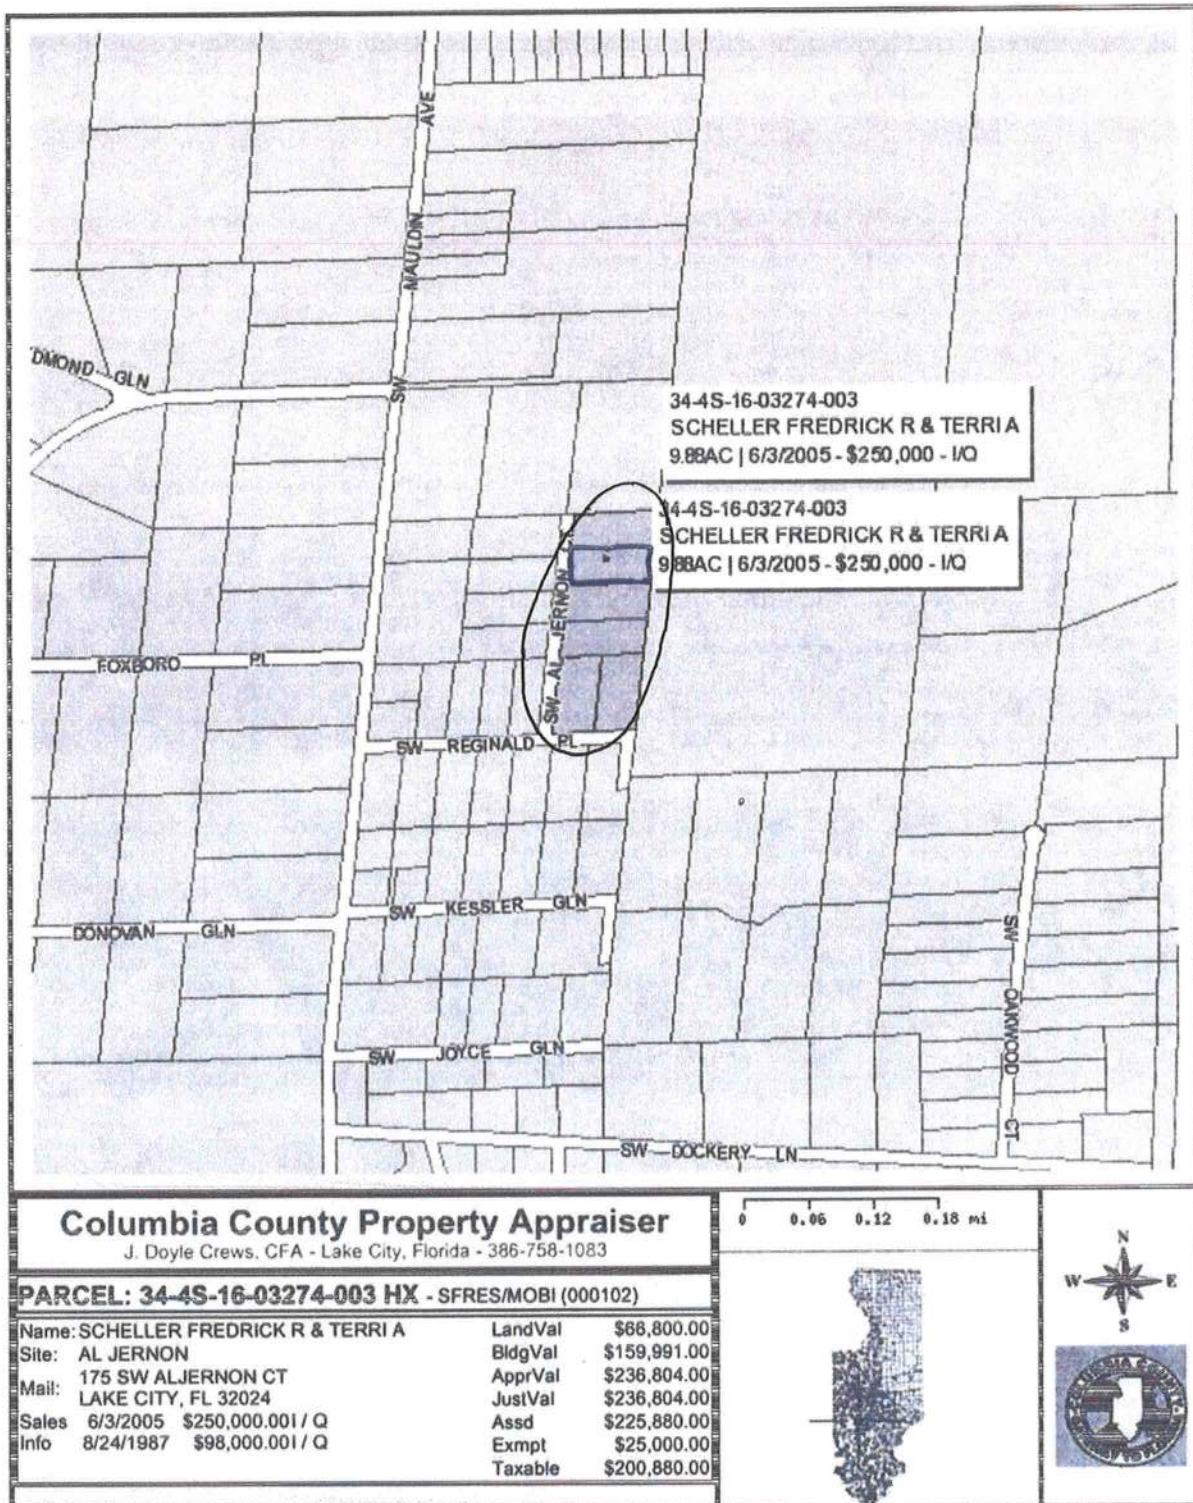 AVE
MAULDIN
SW
DMOND GLN
34-4S-16-03274-003
SCHELLER FREDRICK R & TERRI A
9.88AC | 6/3/2005 - $250,000 - I/Q
34-4S-16-03274-003
SCHELLER FREDRICK R & TERRI A
9.88AC | 6/3/2005 - $250,000 - I/Q
SW AL JERNON
FOXBORO PL
SW REGINALD PL
SW KESSLER GLN
DONOVAN GLN
SW OAKWOOD CT
SW JOYCE GLN
SW DOCKERY LN
Columbia County Property Appraiser
J. Doyle Crews, CFA - Lake City, Florida - 386-758-1083
0 0.06 0.12 0.18 mi
N
W E
S
PARCEL: 34-4S-16-03274-003 HX - SFRES/MOBI (000102)
Name: SCHELLER FREDRICK R & TERRI A LandVal $66,800.00
Site: AL JERNON BldgVal $159,991.00
Mail: 175 SW ALJERNON CT ApprVal $236,804.00
LAKE CITY, FL 32024 JustVal $236,804.00
Sales 6/3/2005 $250,000.00I / Q Assd $225,880.00
Info 8/24/1987 $98,000.00I / Q Exmpt $25,000.00
Taxable $200,880.00